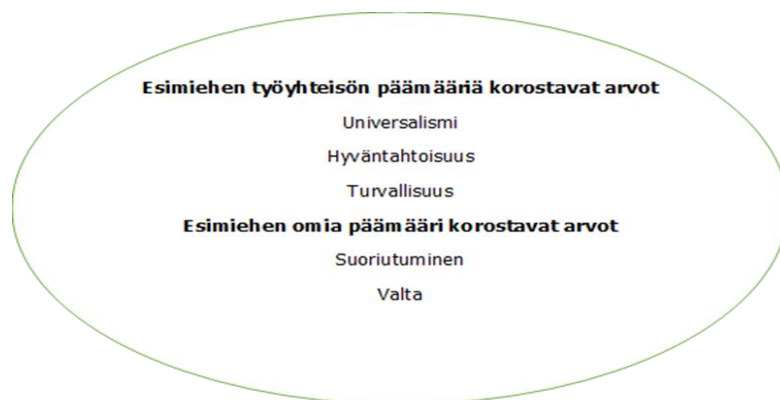 Esimiehen työyhteisön päämääriä korostavat arvot
Universalismi
Hyväntahtoisuus
Turvallisuus
Esimiehen omia päämääri korostavat arvot
Suoriutuminen
Valta